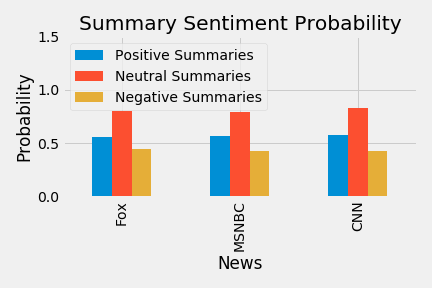 Summary Sentiment Probability
1.5
1.0
0.5
0.0
Probability
Positive Summaries
Neutral Summaries
Negative Summaries
Fox
MSNBC
CNN
News